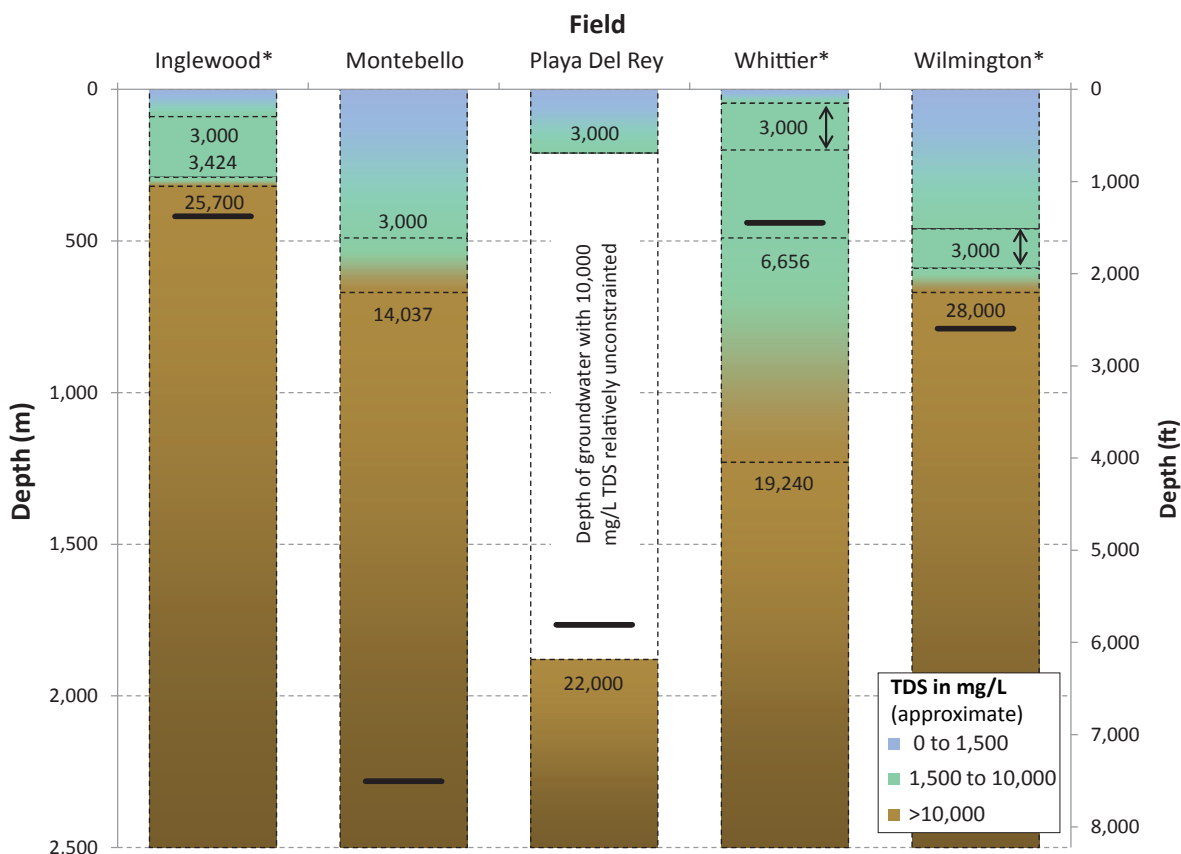 Field
Inglewood*
Montebello
Playa Del Rey
Whittier*
Wilmington*
Depth (m)
0
500
1,000
1,500
2,000
2.500
Depth (ft)
0
1,000
2,000
3,000
4,000
5,000
6,000
7,000
8,000
3,000
3,424
25,700
3,000
14,037
3,000
Depth of groundwater with 10,000
mg/L TDS relatively unconstrainted
22,000
3,000
6,656
19,240
3,000
28,000
TDS in mg/L
(approximate)
0 to 1,500
1,500 to 10,000
>10,000